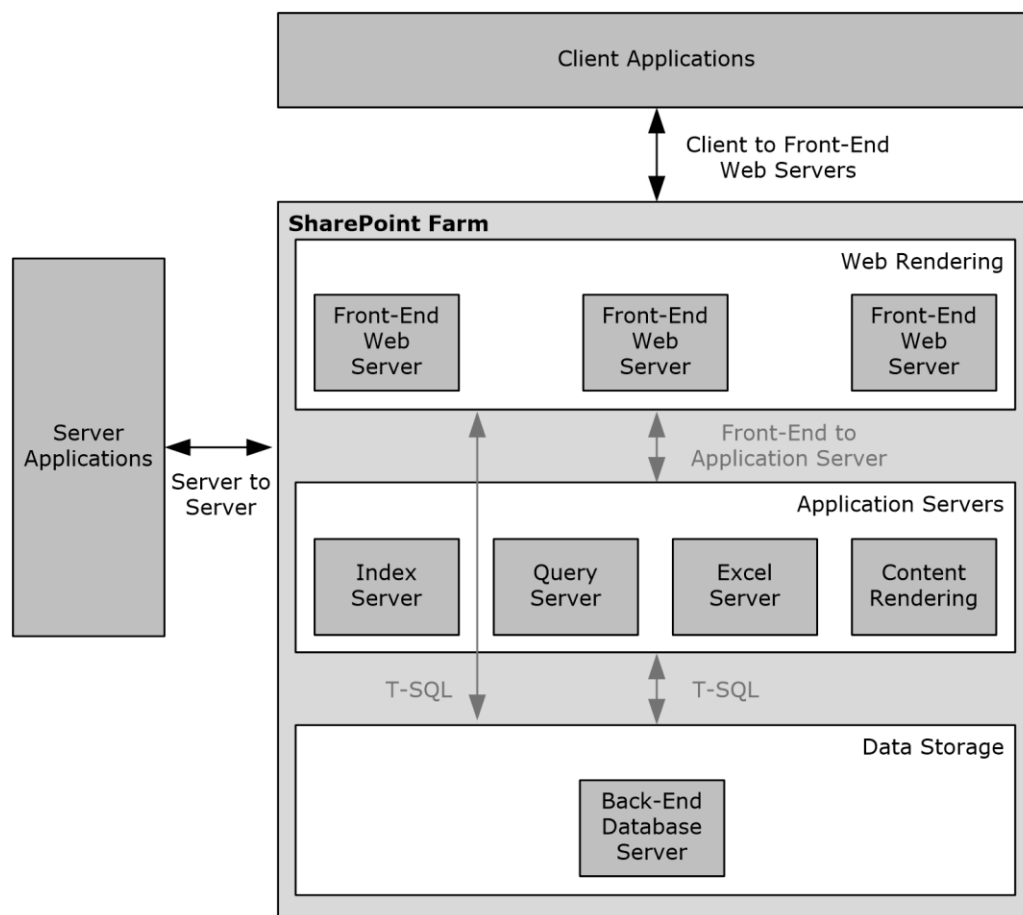 Client Applications
Client to Front-End
Web Servers
SharePoint Farm
Web Rendering
Front-End
Web
Server
Front-End
Web
Server
Front-End
Web
Server
Server
Applications
Server to
Server
Front-End to
Application Server
Application Servers
Index
Server
Query
Server
Excel
Server
Content
Rendering
T-SQL
T-SQL
Data Storage
Back-End
Database
Server